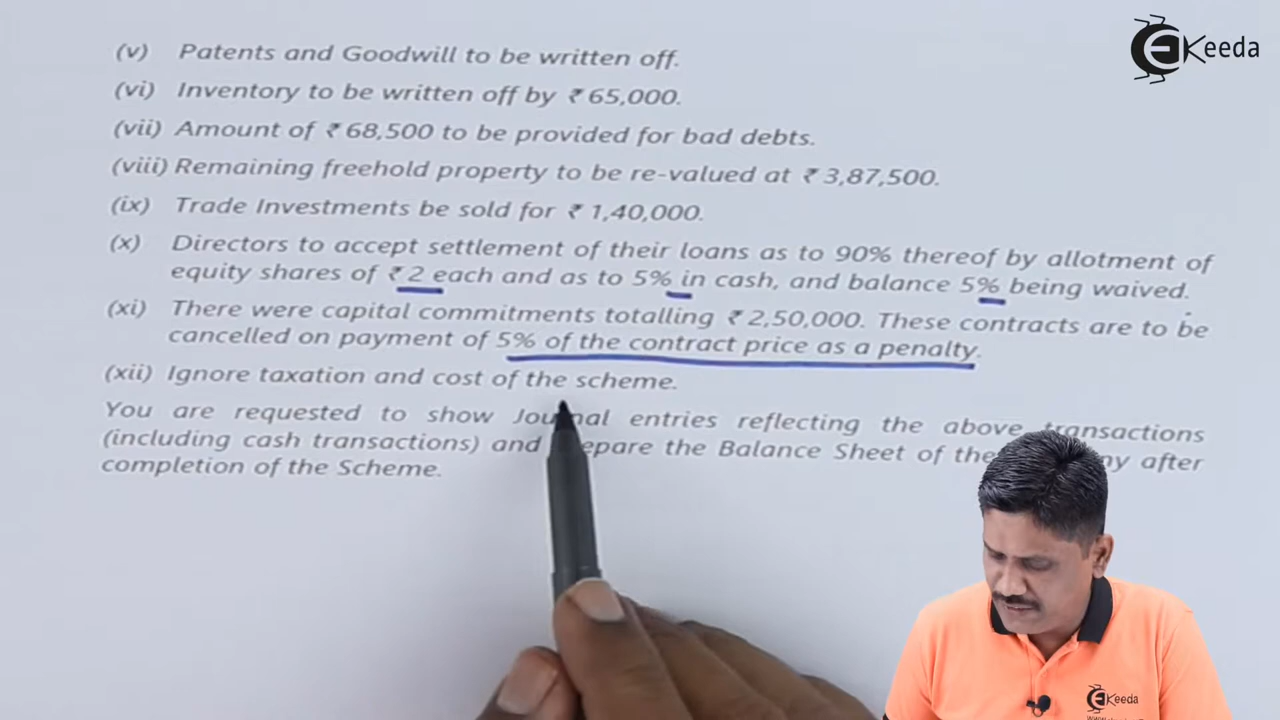 Keeda
(v) Patents and Goodwill to be written off.
(vi) Inventory to be written off by ₹ 65,000.
(vii) Amount of ₹ 68,500 to be provided for bad debts.
(viii) Remaining freehold property to be re-valued at ₹ 3,87,500.
(ix) Trade Investments be sold for ₹ 1,40,000.
(x) Directors to accept settlement of their loans as to 90% thereof by allotment of
equity shares of ₹ 2 each and as to 5% in cash, and balance 5% being waived.
(xi) There were capital commitments totalling ₹ 2,50,000. These contracts are to be
cancelled on payment of 5% of the contract price as a penalty.
(xii) Ignore taxation and cost of the scheme.
You are requested to show Journal entries reflecting the above transactions
(including cash transactions) and prepare the Balance Sheet of the after
completion of the Scheme.
Keeda